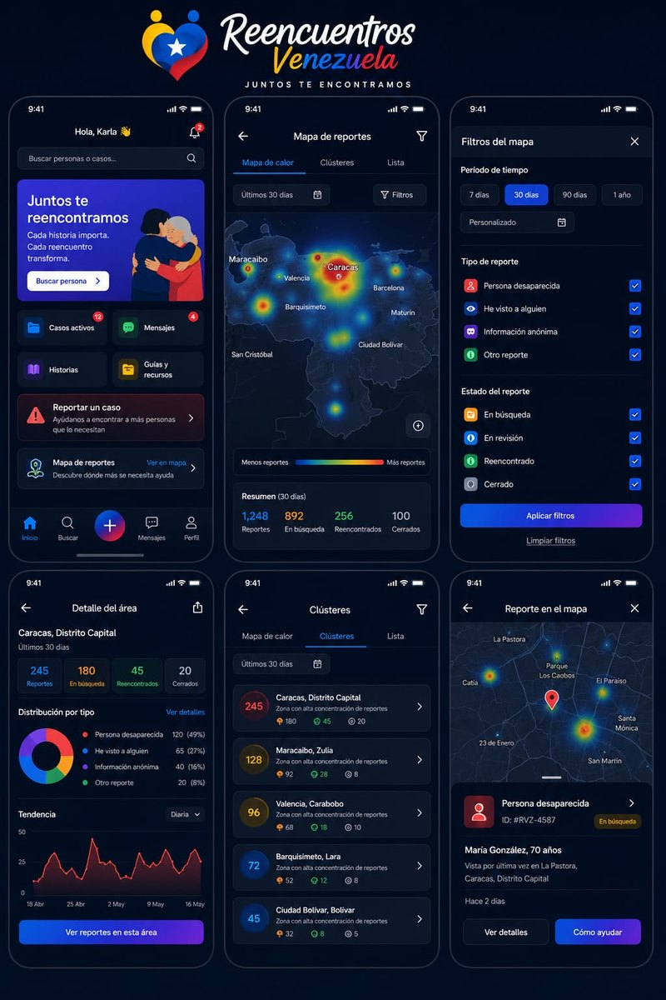 Reencuentros
Venezuela
JUNTOS TE ENCONTRAMOS
9:41
Hola, Karla 👋
2
Buscar personas o casos...
Juntos te
reencontramos
Cada historia importa.
Cada reencuentro
transforma.
Buscar persona
Casos activos
12
Mensajes
4
Historias
Guías y
recursos
Reportar un caso
Ayúdanos a encontrar a más personas
que lo necesitan
Mapa de reportes
Ver en mapa
Descubre dónde más se necesita ayuda
Inicio
Buscar
Mensajes
Perfil
9:41
Mapa de reportes
Mapa de calor
Clústeres
Lista
Últimos 30 días
Filtros
Maracaibo
Caracas
Valencia
Barcelona
Barquisimeto
Maturín
Ciudad Bolívar
San Cristóbal
Menos reportes
Más reportes
Resumen (30 días)
1,248
892
256
100
Reportes
En búsqueda
Reencontrados
Cerrados
9:41
Filtros del mapa
Período de tiempo
7 días
30 días
90 días
1 año
Personalizado
Tipo de reporte
Persona desaparecida
He visto a alguien
Información anónima
Otro reporte
Estado del reporte
En búsqueda
En revisión
Reencontrado
Cerrado
Aplicar filtros
Limpiar filtros
9:41
Detalle del área
Caracas, Distrito Capital
Últimos 30 días
245
180
45
20
Reportes
En búsqueda
Reencontrados
Cerrados
Distribución por tipo
Ver detalles
Persona desaparecida 120 (49%)
He visto a alguien 65 (27%)
Información anónima 40 (16%)
Otro reporte 20 (8%)
Tendencia
Diaria
50
25
0
18 Abr
25 Abr
2 May
9 May
16 May
Ver reportes en esta área
9:41
Clústeres
Mapa de calor
Clústeres
Lista
Últimos 30 días
245
Caracas, Distrito Capital
Zona con alta concentración de reportes
180
45
20
128
Maracaibo, Zulia
Zona con alta concentración de reportes
92
28
8
96
Valencia, Carabobo
Zona con alta concentración de reportes
68
18
10
72
Barquisimeto, Lara
Zona con alta concentración de reportes
52
12
8
45
Ciudad Bolívar, Bolívar
Zona con alta concentración de reportes
32
8
5
9:41
Reporte en el mapa
La Pastora
Parque
Los Caobos
Catia
El Paraiso
Santa
Mónica
23 de Enero
San Marfín
Persona desaparecida
ID: #RVZ-4587
En búsqueda
María González, 70 años
Vista por última vez en La Pastora,
Caracas, Distrito Capital
Hace 2 días
Ver detalles
Cómo ayudar